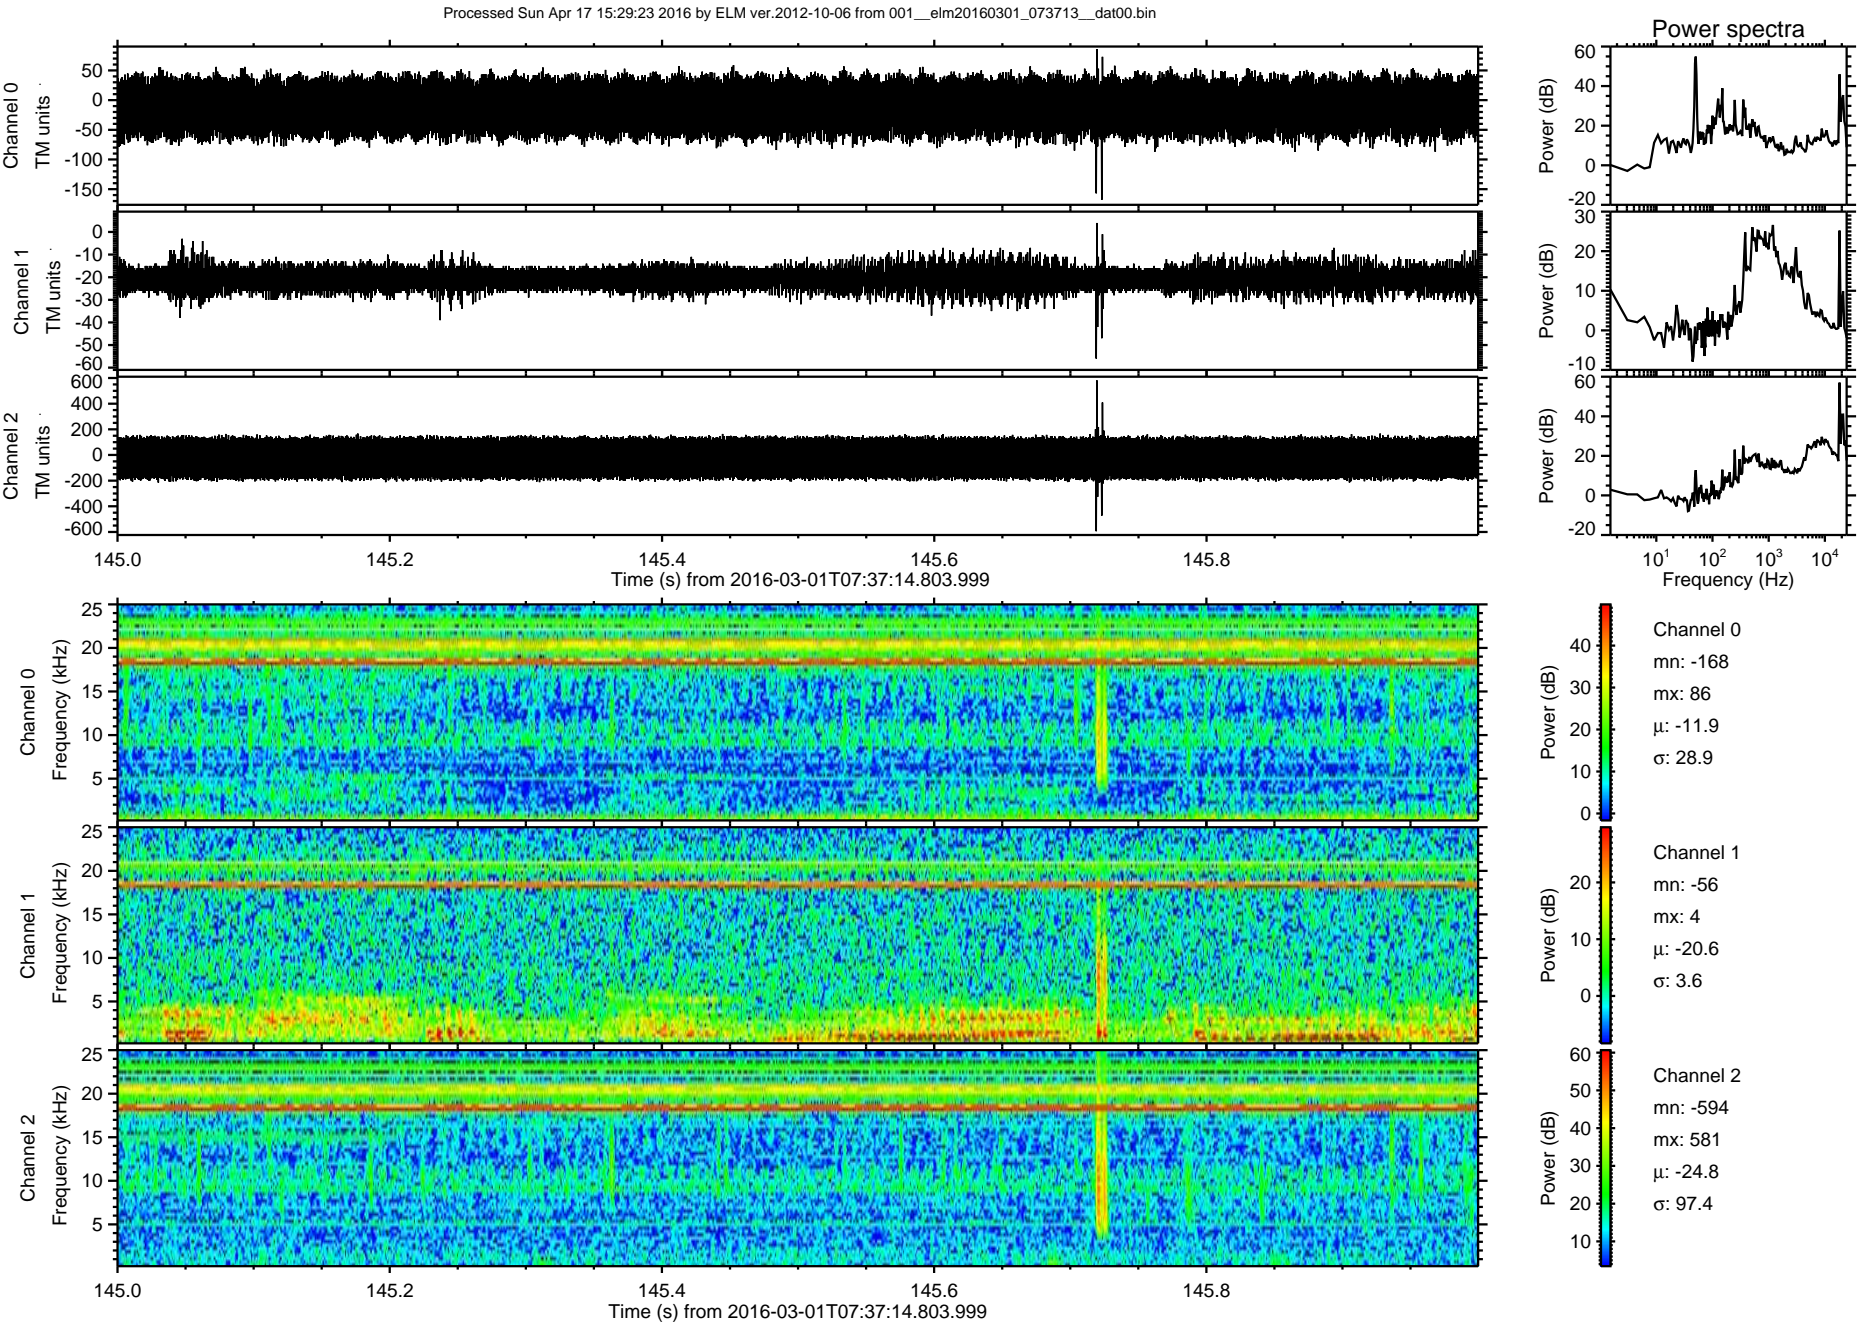 Processed Sun Apr 17 15:29:23 2016 by ELM ver.2012-10-06 from 001__elm20160301_073713__dat00.bin
Power spectra
Channel 0
TM units
50
0
-50
-100
-150
Power (dB)
60
40
20
0
-20
Channel 1
TM units
0
-10
-20
-30
-40
-50
-60
Power (dB)
30
20
10
0
-10
Channel 2
TM units
600
400
200
0
-200
-400
-600
Power (dB)
60
40
20
0
-20
145.0 145.2 145.4 145.6 145.8
Time (s) from 2016-03-01T07:37:14.803.999
10¹ 10² 10³ 10⁴
Frequency (Hz)
Channel 0
Frequency (kHz)
25
20
15
10
5
Power (dB)
40
30
20
10
0
Channel 0
mn: -168
mx: 86
μ: -11.9
σ: 28.9
Channel 1
Frequency (kHz)
25
20
15
10
5
Power (dB)
20
10
0
Channel 1
mn: -56
mx: 4
μ: -20.6
σ: 3.6
Channel 2
Frequency (kHz)
25
20
15
10
5
Power (dB)
60
50
40
30
20
10
Channel 2
mn: -594
mx: 581
μ: -24.8
σ: 97.4
145.0 145.2 145.4 145.6 145.8
Time (s) from 2016-03-01T07:37:14.803.999